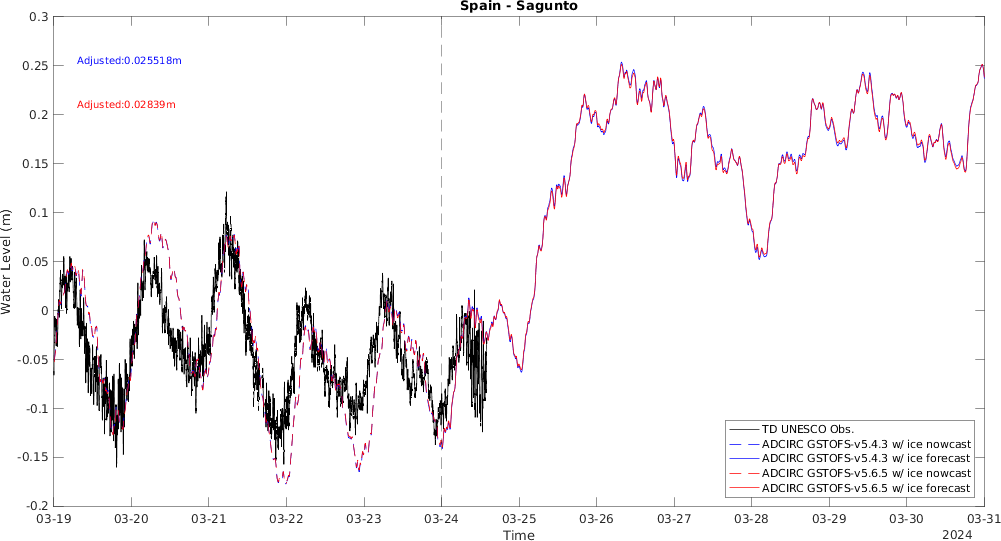 Spain - Sagunto
Adjusted:0.025518m
Adjusted:0.02839m
Water Level (m)
0.3
0.25
0.2
0.15
0.1
0.05
0
-0.05
-0.1
-0.15
-0.2
TD UNESCO Obs.
ADCIRC GSTOFS-v5.4.3 w/ ice nowcast
ADCIRC GSTOFS-v5.4.3 w/ ice forecast
ADCIRC GSTOFS-v5.6.5 w/ ice nowcast
ADCIRC GSTOFS-v5.6.5 w/ ice forecast
03-19 03-20 03-21 03-22 03-23 03-24 03-25 03-26 03-27 03-28 03-29 03-30 03-31
Time
2024